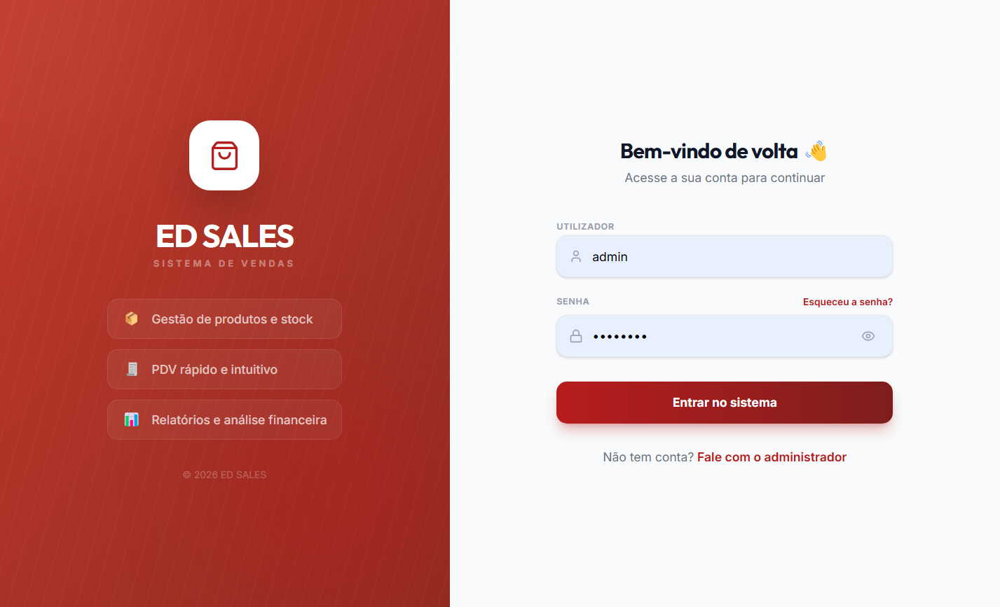 ED SALES
SISTEMA DE VENDAS
📦 Gestão de produtos e stock
🧾 PDV rápido e intuitivo
📊 Relatórios e análise financeira
© 2026 ED SALES
Bem-vindo de volta 👋
Acesse a sua conta para continuar
UTILIZADOR
admin
SENHA Esqueceu a senha?
••••••••
Entrar no sistema
Não tem conta? Fale com o administrador